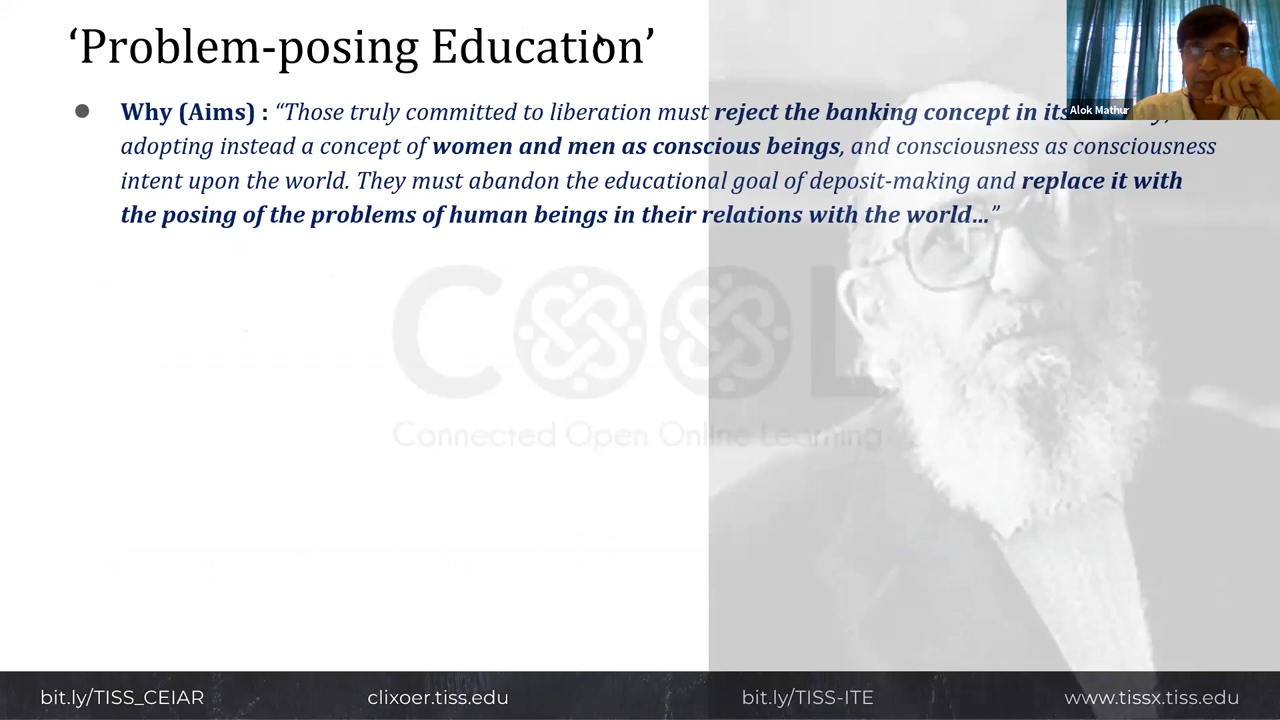 ‘Problem-posing Education’
Alok Mathur
● Why (Aims) : “Those truly committed to liberation must reject the banking concept in its
adopting instead a concept of women and men as conscious beings, and consciousness as consciousness
intent upon the world. They must abandon the educational goal of deposit-making and replace it with
the posing of the problems of human beings in their relations with the world…”
COOL
Connected Open Online Learning
bit.ly/TISS_CEIAR clixoer.tiss.edu bit.ly/TISS-ITE www.tissx.tiss.edu